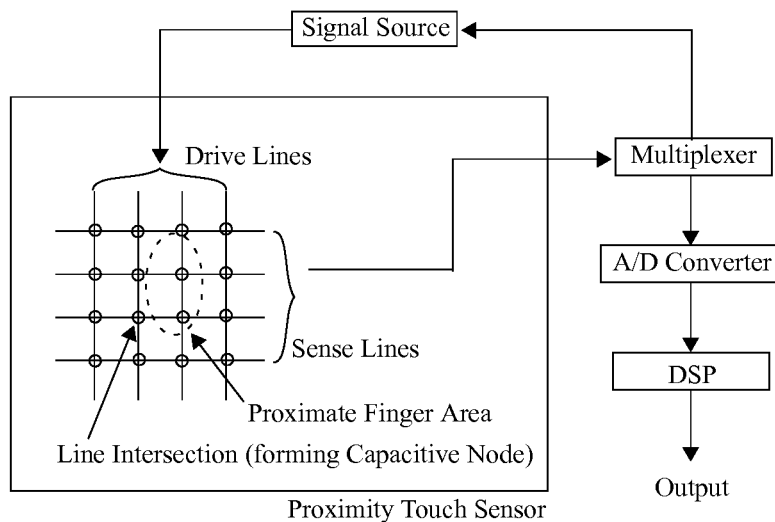 Signal Source
Drive Lines
Multiplexer
A/D Converter
Sense Lines
DSP
Proximate Finger Area
Line Intersection (forming Capacitive Node)
Output
Proximity Touch Sensor